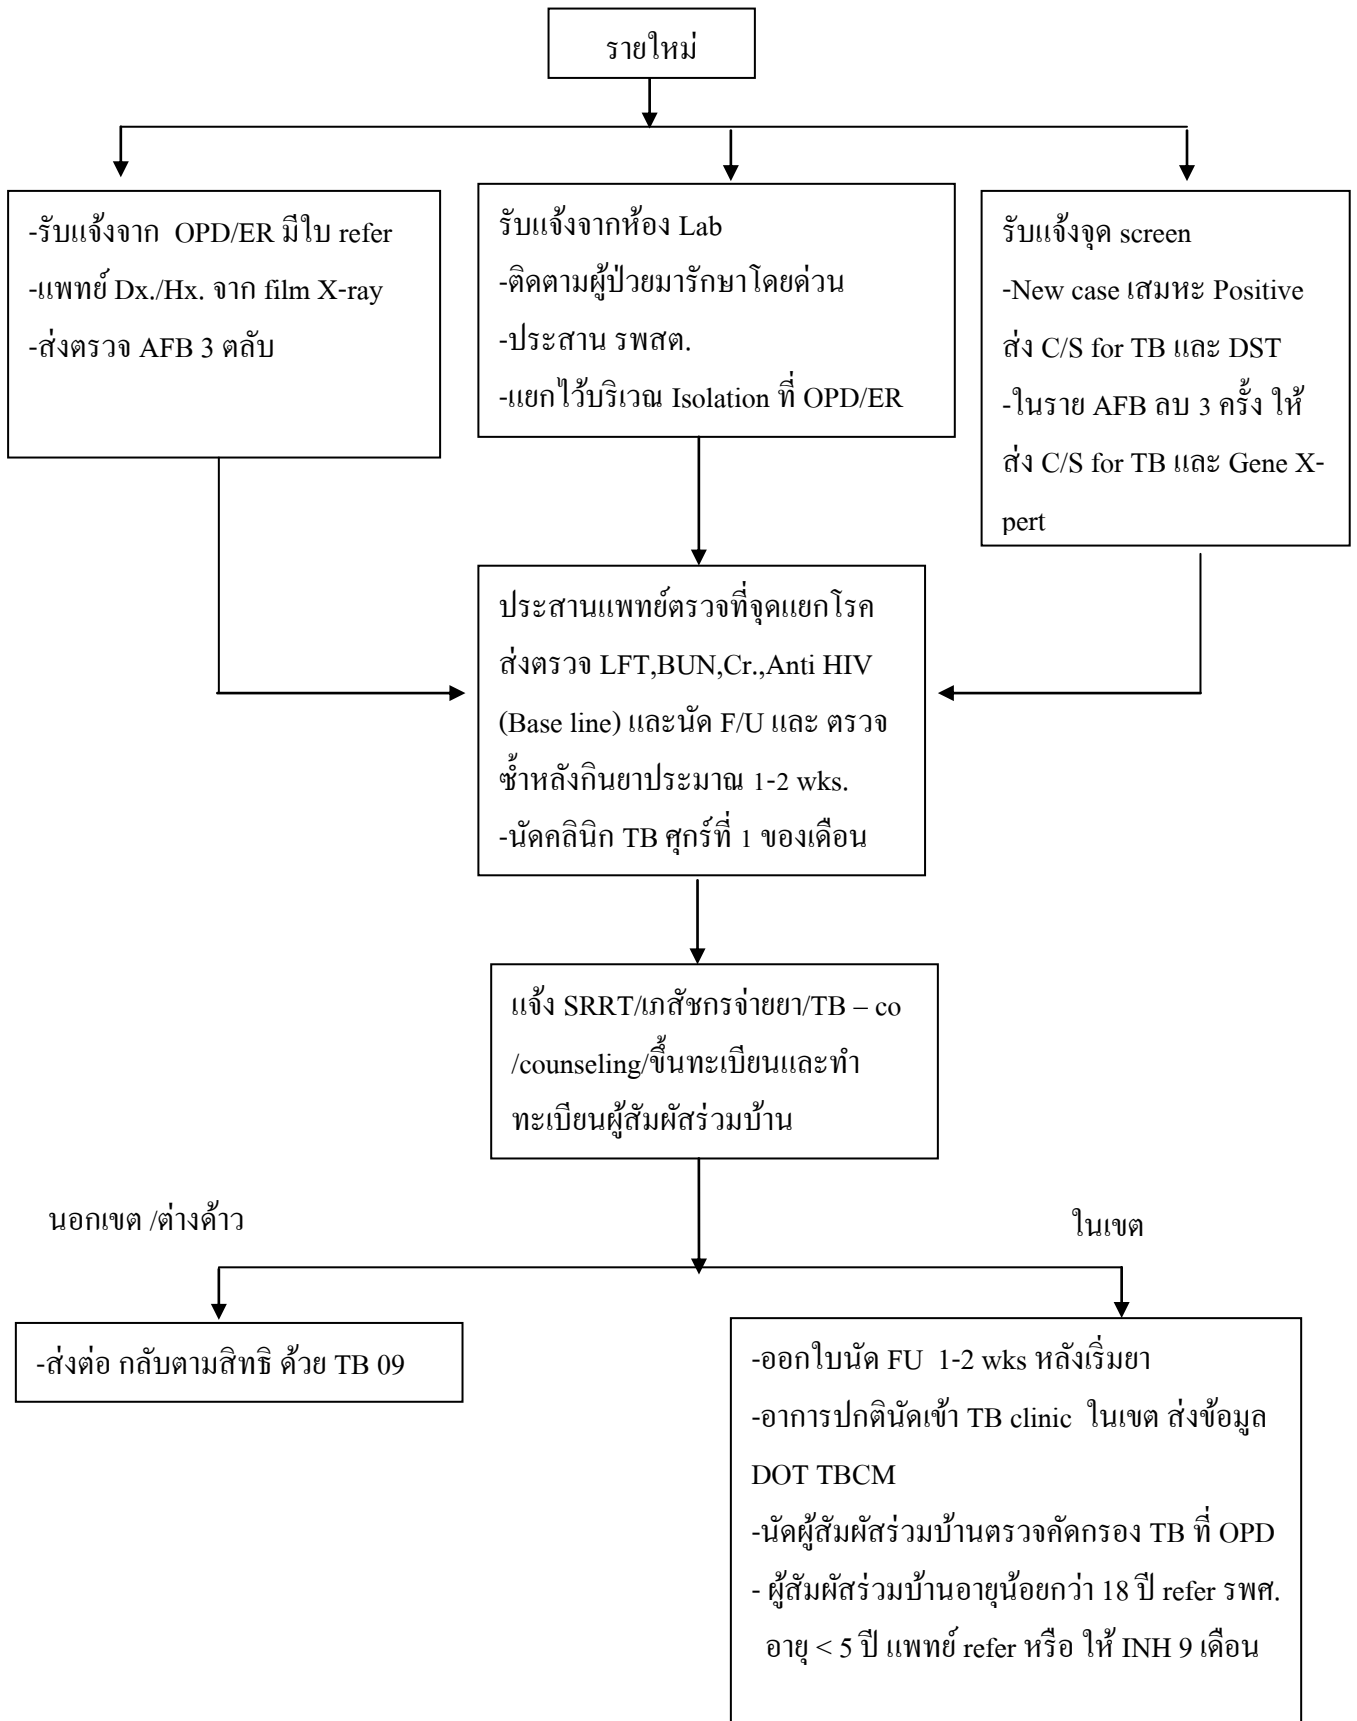 รายใหม่
-รับแจ้งจาก OPD/ER มีใบ refer
-แพทย์ Dx./Hx. จาก film X-ray
-ส่งตรวจ AFB 3 ตลับ
รับแจ้งจากห้อง Lab
-ติดตามผู้ป่วยมารักษาโดยด่วน
-ประสาน รพสต.
-แยกไว้บริเวณ Isolation ที่ OPD/ER
รับแจ้งจุด screen
-New case เสมหะ Positive
ส่ง C/S for TB และ DST
-ในราย AFB ลบ 3 ครั้ง ให้
ส่ง C/S for TB และ Gene X-
pert
ประสานแพทย์ตรวจที่จุดแยกโรค
ส่งตรวจ LFT,BUN,Cr.,Anti HIV
(Base line) และนัด F/U และ ตรวจ
ซ้ำหลังกินยาประมาณ 1-2 wks.
-นัดคลินิก TB ศุกร์ที่ 1 ของเดือน
แจ้ง SRRT/เภสัชกรจ่ายยา/TB – co
/counseling/ขึ้นทะเบียนและทำ
ทะเบียนผู้สัมผัสร่วมบ้าน
นอกเขต /ต่างด้าว
ในเขต
-ส่งต่อ กลับตามสิทธิ ด้วย TB 09
-ออกใบนัด FU 1-2 wks หลังเริ่มยา
-อาการปกตินัดเข้า TB clinic ในเขต ส่งข้อมูล
DOT TBCM
-นัดผู้สัมผัสร่วมบ้านตรวจคัดกรอง TB ที่ OPD
- ผู้สัมผัสร่วมบ้านอายุน้อยกว่า 18 ปี refer รพศ.
อายุ < 5 ปี แพทย์ refer หรือ ให้ INH 9 เดือน